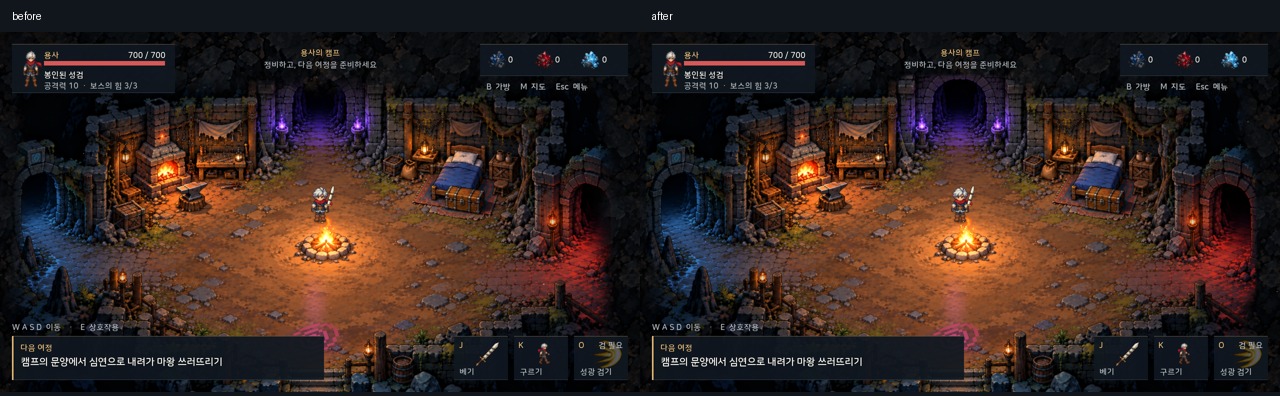 before
용사 700 / 700
봉인된 성검
공격력 10 · 보스의 힘 3/3
용사의 캠프
정비하고, 다음 여정을 준비하세요
0 0 0
B 가방 M 지도 Esc 메뉴
W A S D 이동 · E 상호작용
다음 여정
캠프의 문양에서 심연으로 내려가 마왕 쓰러뜨리기
J
베기
K
구르기
O 검 필요
성광 검기
after
용사 700 / 700
봉인된 성검
공격력 10 · 보스의 힘 3/3
용사의 캠프
정비하고, 다음 여정을 준비하세요
0 0 0
B 가방 M 지도 Esc 메뉴
W A S D 이동 · E 상호작용
다음 여정
캠프의 문양에서 심연으로 내려가 마왕 쓰러뜨리기
J
베기
K
구르기
O 검 필요
성광 검기